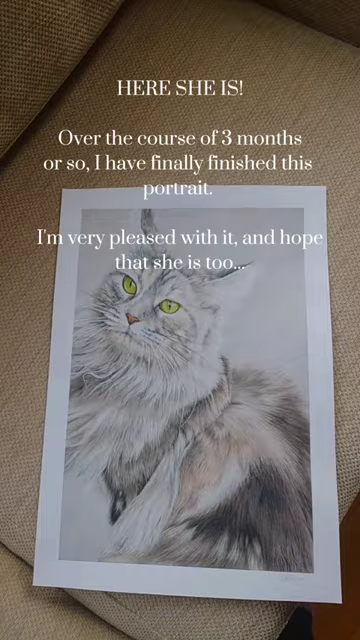 HERE SHE IS!
Over the course of 3 months
or so, I have finally finished this
portrait.
I'm very pleased with it, and hope
that she is too...